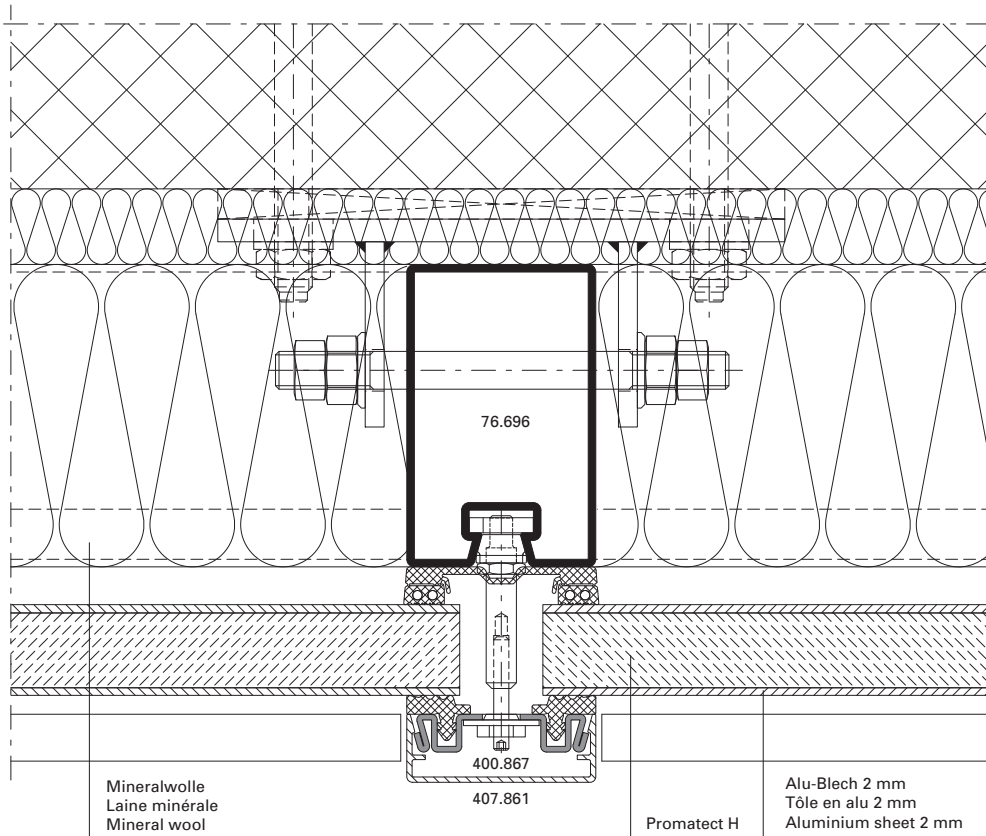 76.696
400.867
407.861
Mineralwolle
Laine minérale
Mineral wool
Promatect H
Alu-Blech 2 mm
Tôle en alu 2 mm
Aluminium sheet 2 mm